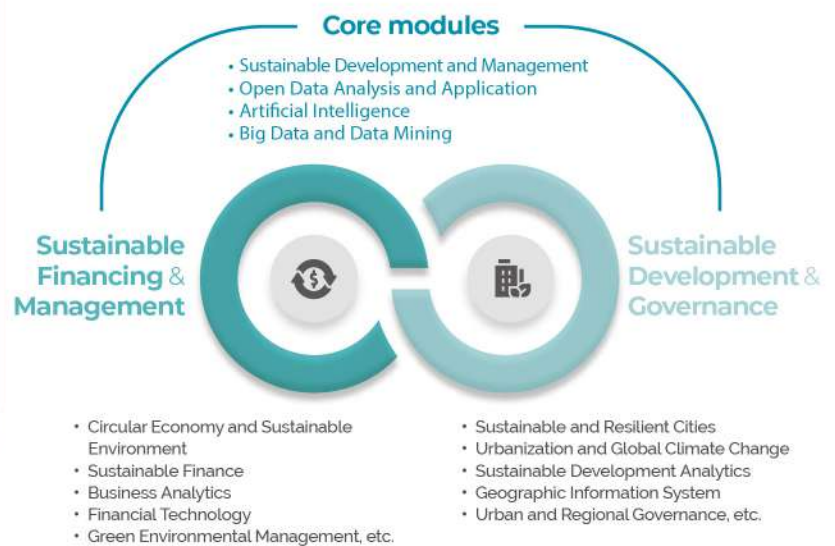 Core modules
• Sustainable Development and Management
• Open Data Analysis and Application
• Artificial Intelligence
• Big Data and Data Mining
Sustainable
Financing &
Management
$
Sustainable
Development &
Governance
• Circular Economy and Sustainable
Environment
• Sustainable Finance
• Business Analytics
• Financial Technology
• Green Environmental Management, etc.
• Sustainable and Resilient Cities
• Urbanization and Global Climate Change
• Sustainable Development Analytics
• Geographic Information System
• Urban and Regional Governance, etc.